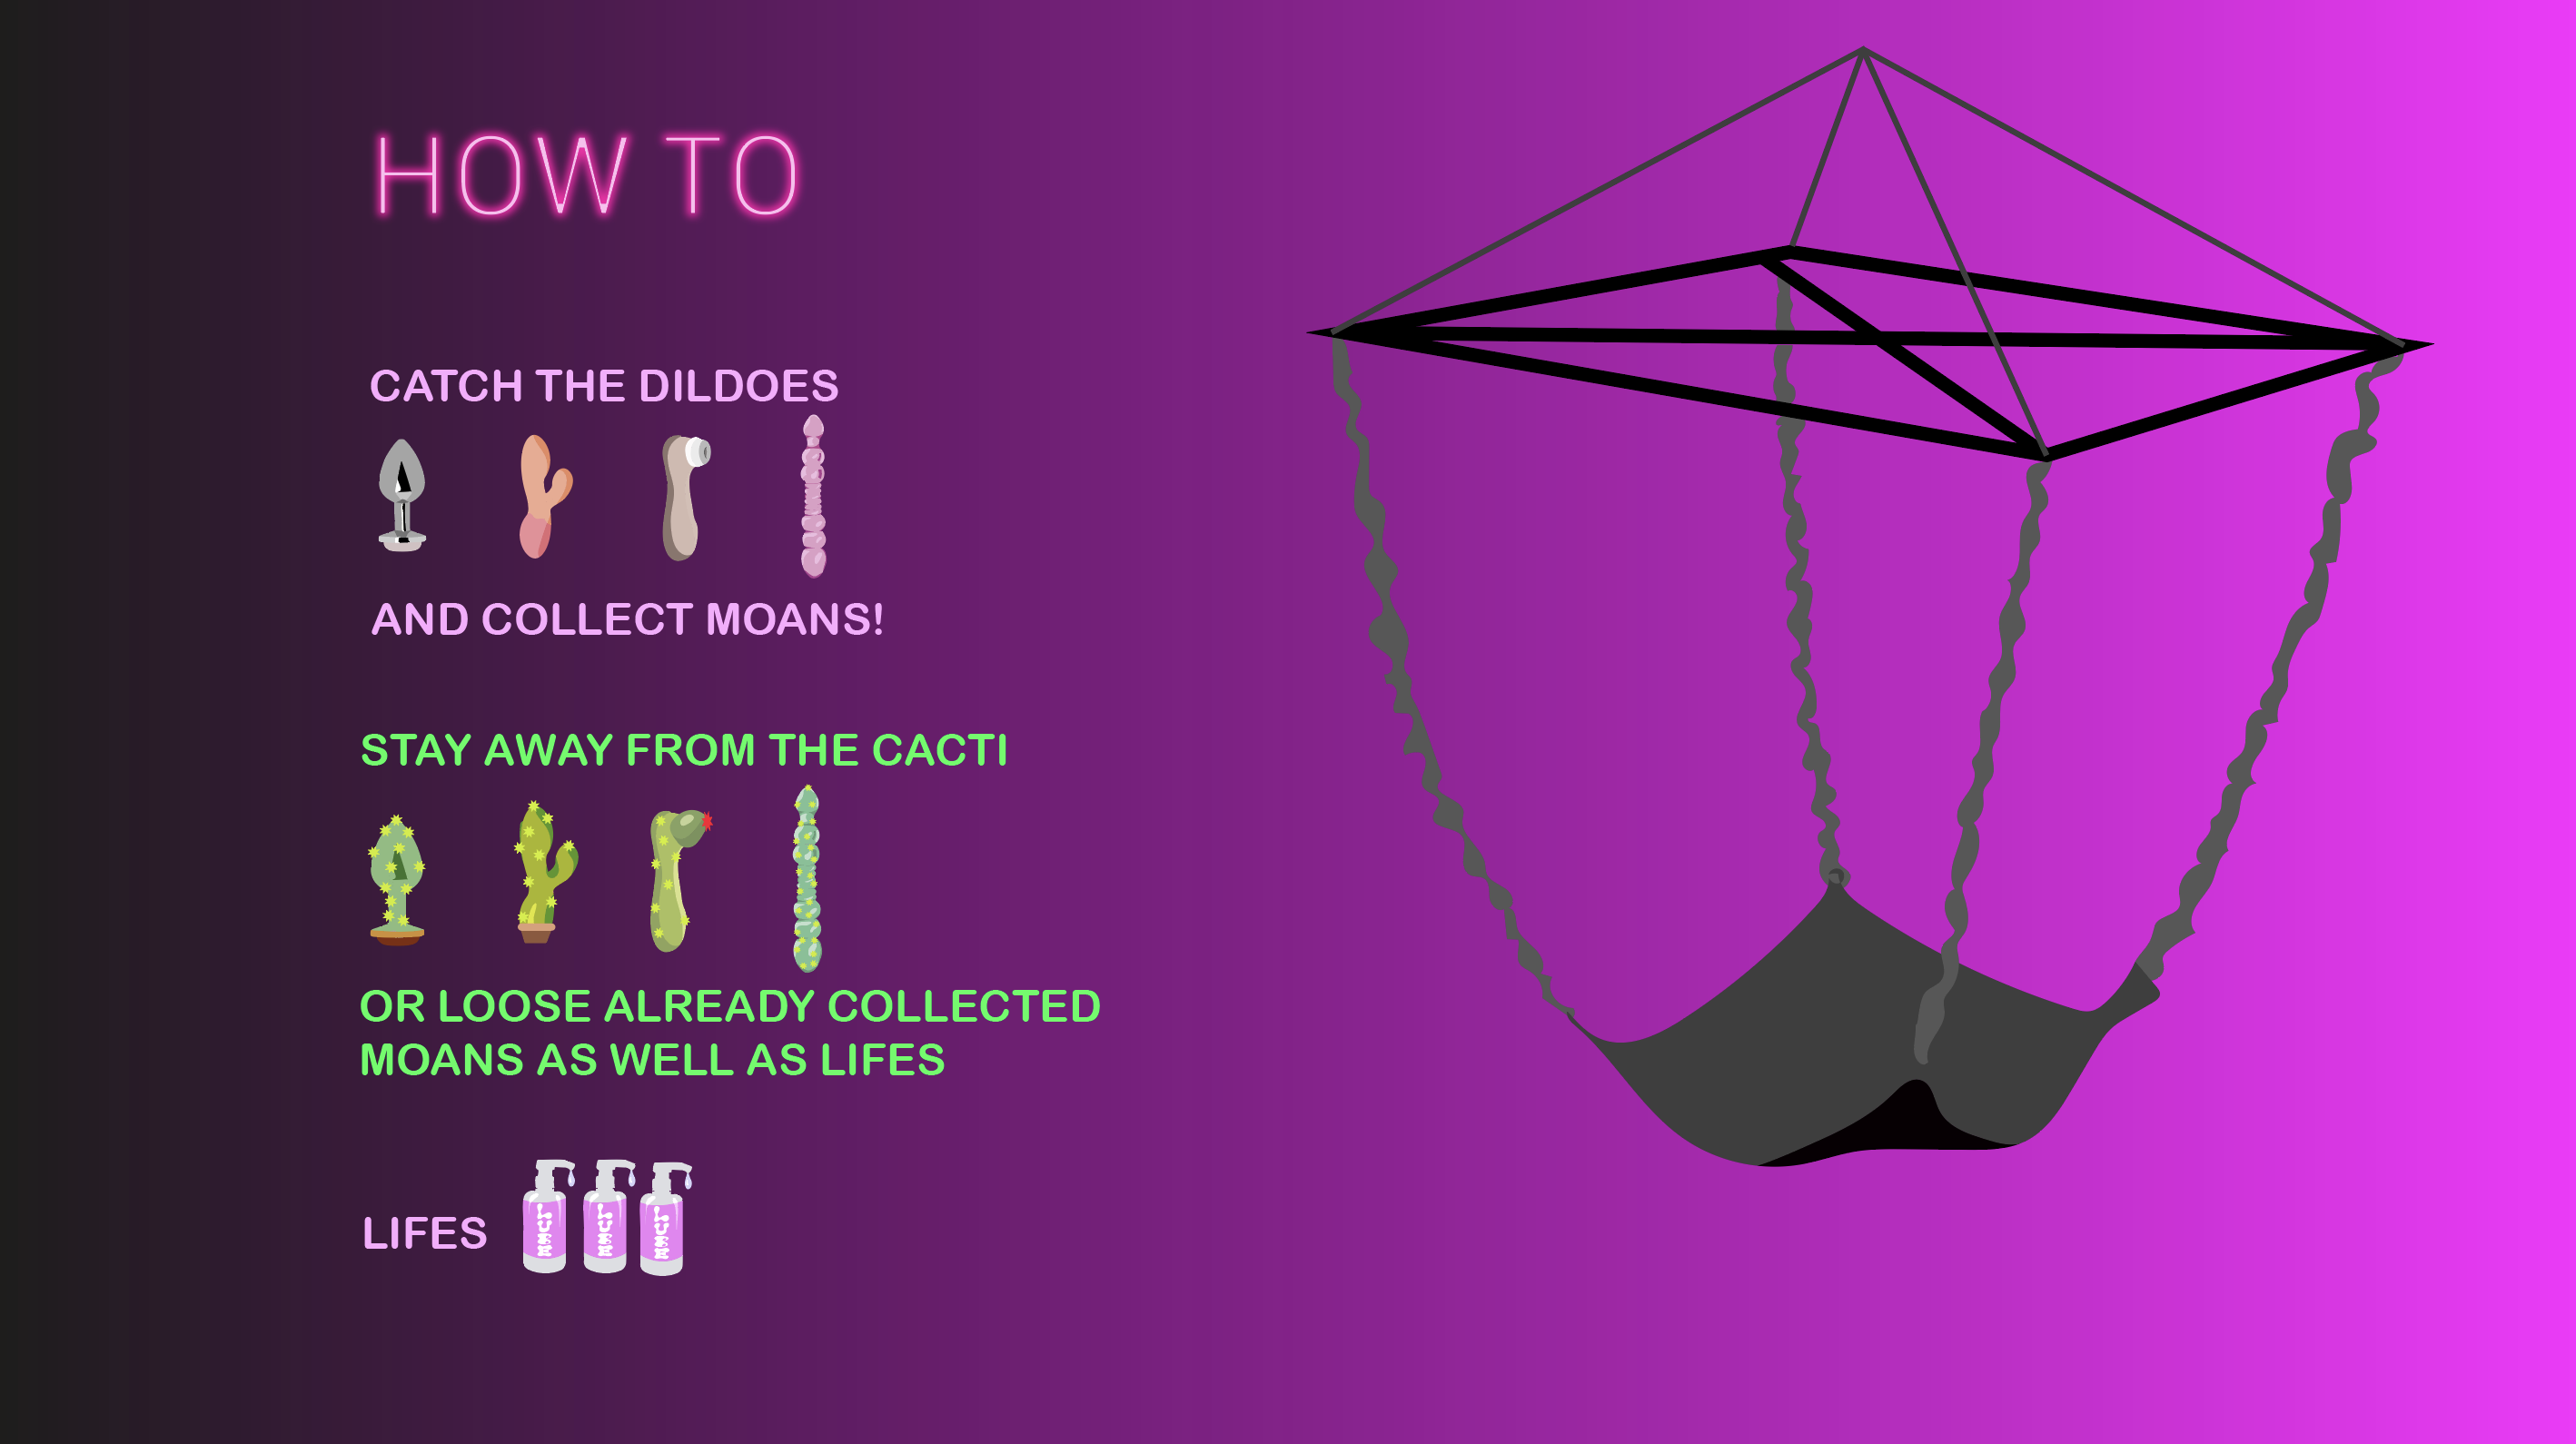 HOW TO
CATCH THE DILDOES
AND COLLECT MOANS!
STAY AWAY FROM THE CACTI
OR LOOSE ALREADY COLLECTED
MOANS AS WELL AS LIFES
LIFES
LUBE LUBE LUBE